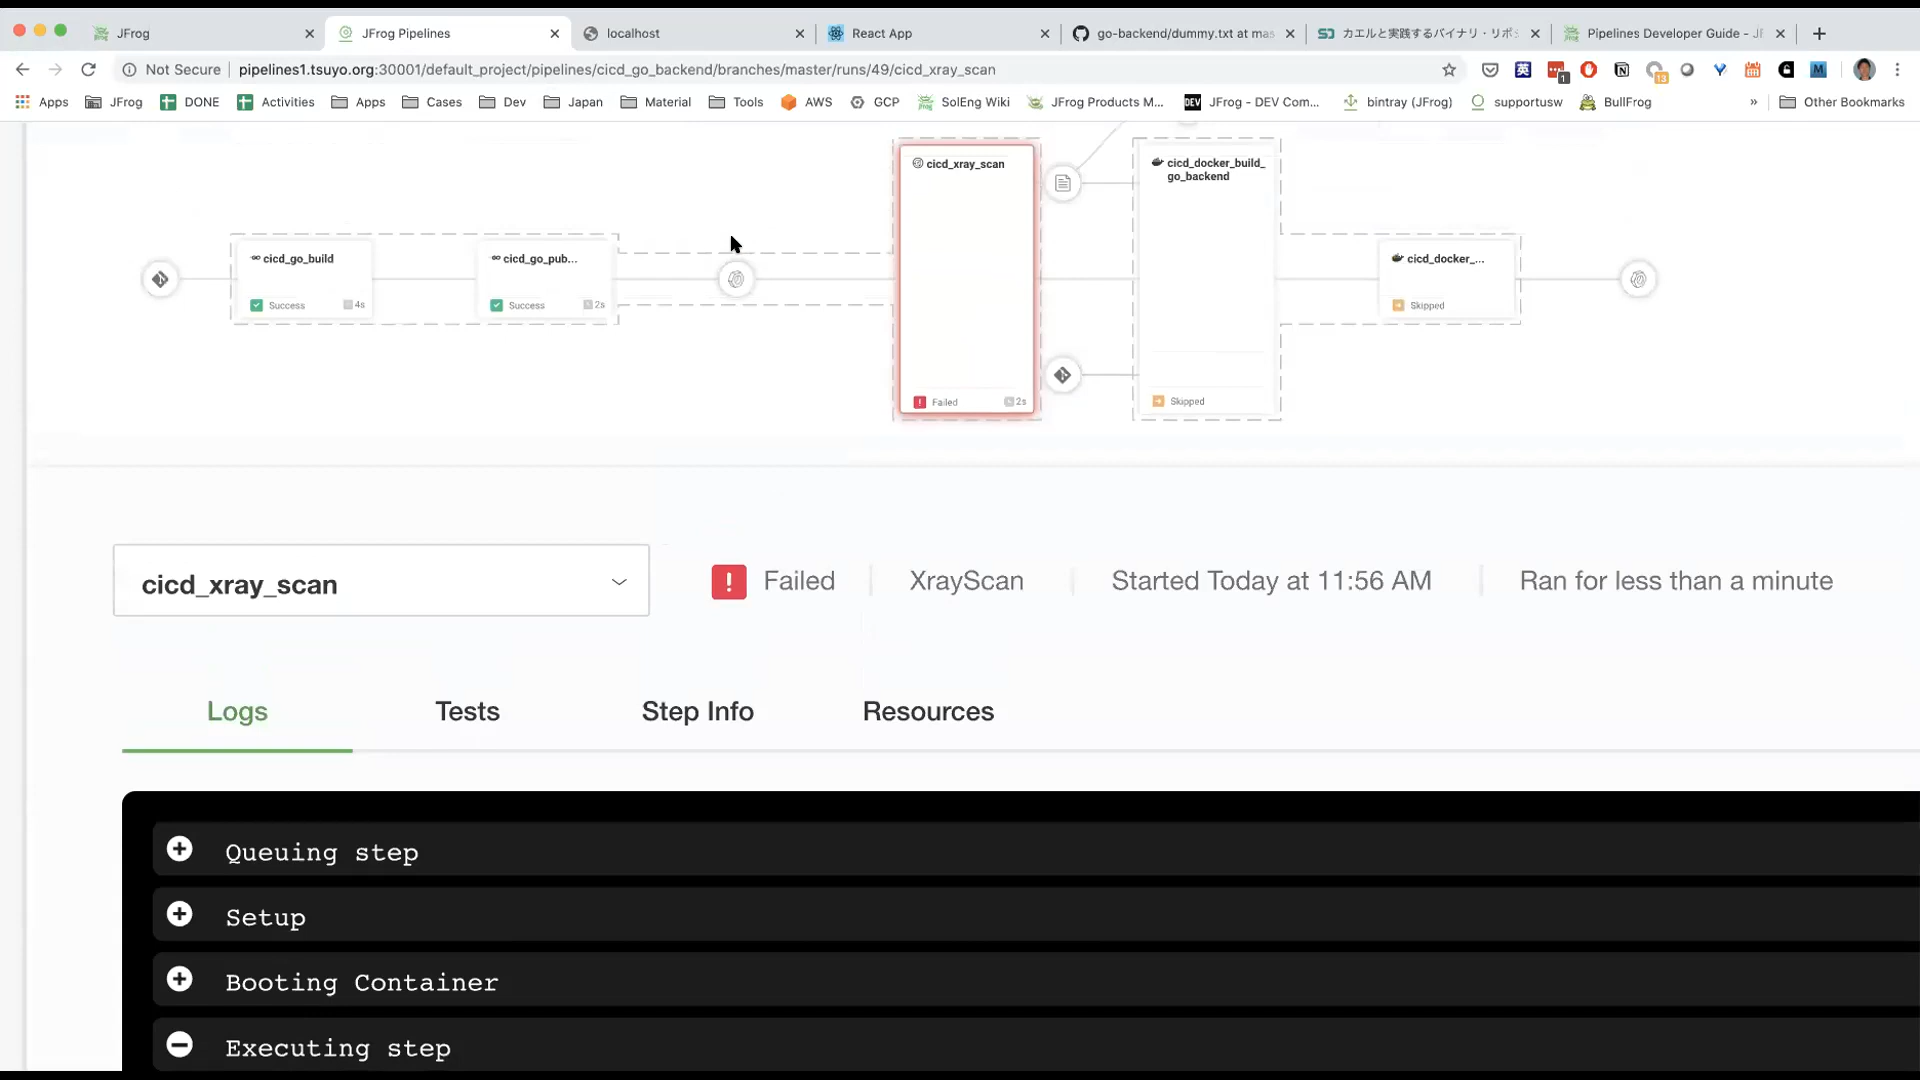 JFrog
JFrog Pipelines
localhost
React App
go-backend/dummy.txt at mas
カエルと実践するバイナリ・リポジ
Pipelines Developer Guide - JF
Not Secure
pipelines1.tsuyo.org:30001/default_project/pipelines/cicd_go_backend/branches/master/runs/49/cicd_xray_scan
英
1
13
M
Apps
JFrog
DONE
Activities
Apps
Cases
Dev
Japan
Material
Tools
AWS
GCP
SolEng Wiki
JFrog Products M...
DEV
JFrog - DEV Com...
bintray (JFrog)
supportusw
BullFrog
»
Other Bookmarks
cicd_xray_scan
cicd_docker_build_
go_backend
cicd_go_build
cicd_go_pub...
cicd_docker_...
Success
4s
Success
2s
Skipped
Failed
2s
Skipped
cicd_xray_scan
Failed
XrayScan
Started Today at 11:56 AM
Ran for less than a minute
Logs
Tests
Step Info
Resources
Queuing step
Setup
Booting Container
Executing step